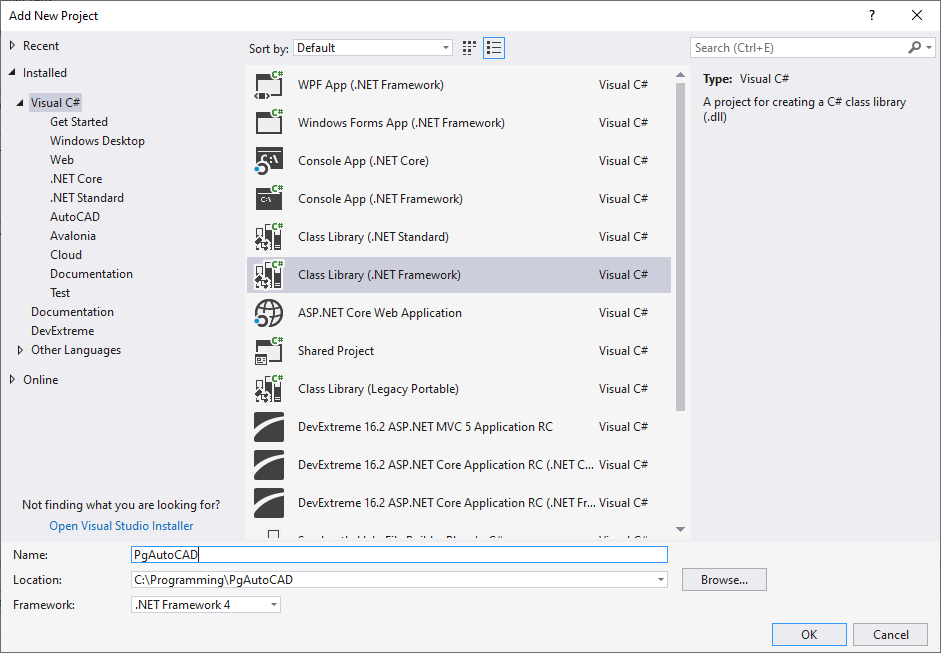 Add New Project
?
Recent
Installed
Visual C#
Get Started
Windows Desktop
Web
.NET Core
.NET Standard
AutoCAD
Avalonia
Cloud
Documentation
Test
Documentation
DevExtreme
Other Languages
Online
Not finding what you are looking for?
Open Visual Studio Installer
Sort by: Default
C# WPF App (.NET Framework) Visual C#
C# Windows Forms App (.NET Framework) Visual C#
C:\ Console App (.NET Core) Visual C#
C# C:\ Console App (.NET Framework) Visual C#
C# Class Library (.NET Standard) Visual C#
C# Class Library (.NET Framework) Visual C#
ASP.NET Core Web Application Visual C#
C# Shared Project Visual C#
C# Class Library (Legacy Portable) Visual C#
DevExtreme 16.2 ASP.NET MVC 5 Application RC Visual C#
DevExtreme 16.2 ASP.NET Core Application RC (.NET C... Visual C#
DevExtreme 16.2 ASP.NET Core Application RC (.NET Fr... Visual C#
Search (Ctrl+E)
Type: Visual C#
A project for creating a C# class library
(.dll)
Name: PgAutoCAD
Location: C:\Programming\PgAutoCAD
Browse...
Framework: .NET Framework 4
OK
Cancel